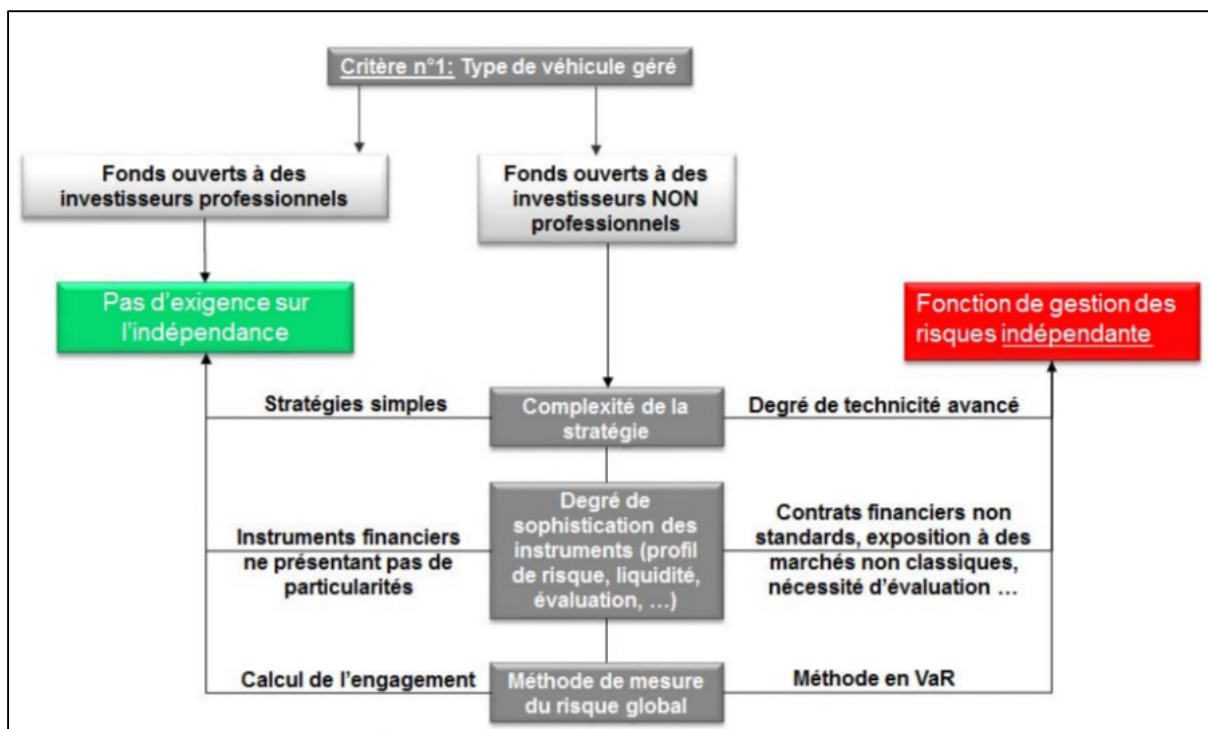 Critère n°1: Type de véhicule géré
Fonds ouverts à des
investisseurs professionnels
Fonds ouverts à des
investisseurs NON
professionnels
Pas d'exigence sur
l'indépendance
Fonction de gestion des
risques indépendante
Stratégies simples
Complexité de la
stratégie
Degré de technicité avancé
Instruments financiers
ne présentant pas de
particularités
Degré de
sophistication des
instruments (profil
de risque, liquidité,
évaluation, …)
Contrats financiers non
standards, exposition à des
marchés non classiques,
nécessité d'évaluation …
Calcul de l'engagement
Méthode de mesure
du risque global
Méthode en VaR